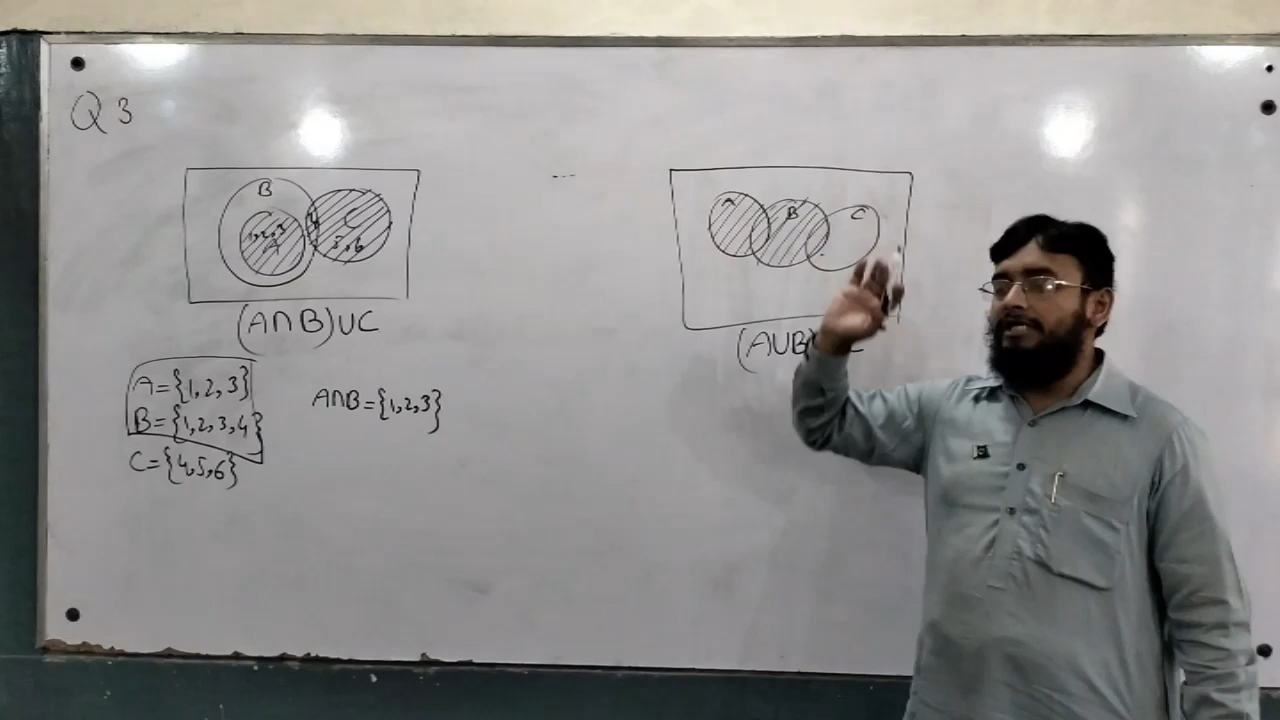 Q 3
B
1,2,3
A
4
C
5,6
(A∩B)∪C
A={1,2,3}
B={1,2,3,4}
C={4,5,6}
A∩B={1,2,3}
A
B
C
(A∪B)